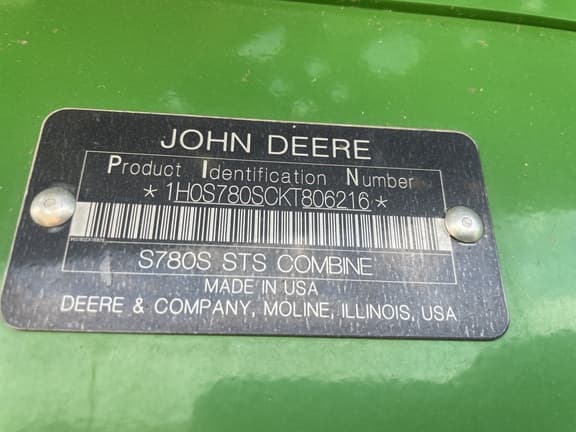 JOHN DEERE
Product Identification Number
*1H0S780SCKT806216*
S780S STS COMBINE
MADE IN USA
DEERE & COMPANY, MOLINE, ILLINOIS, USA